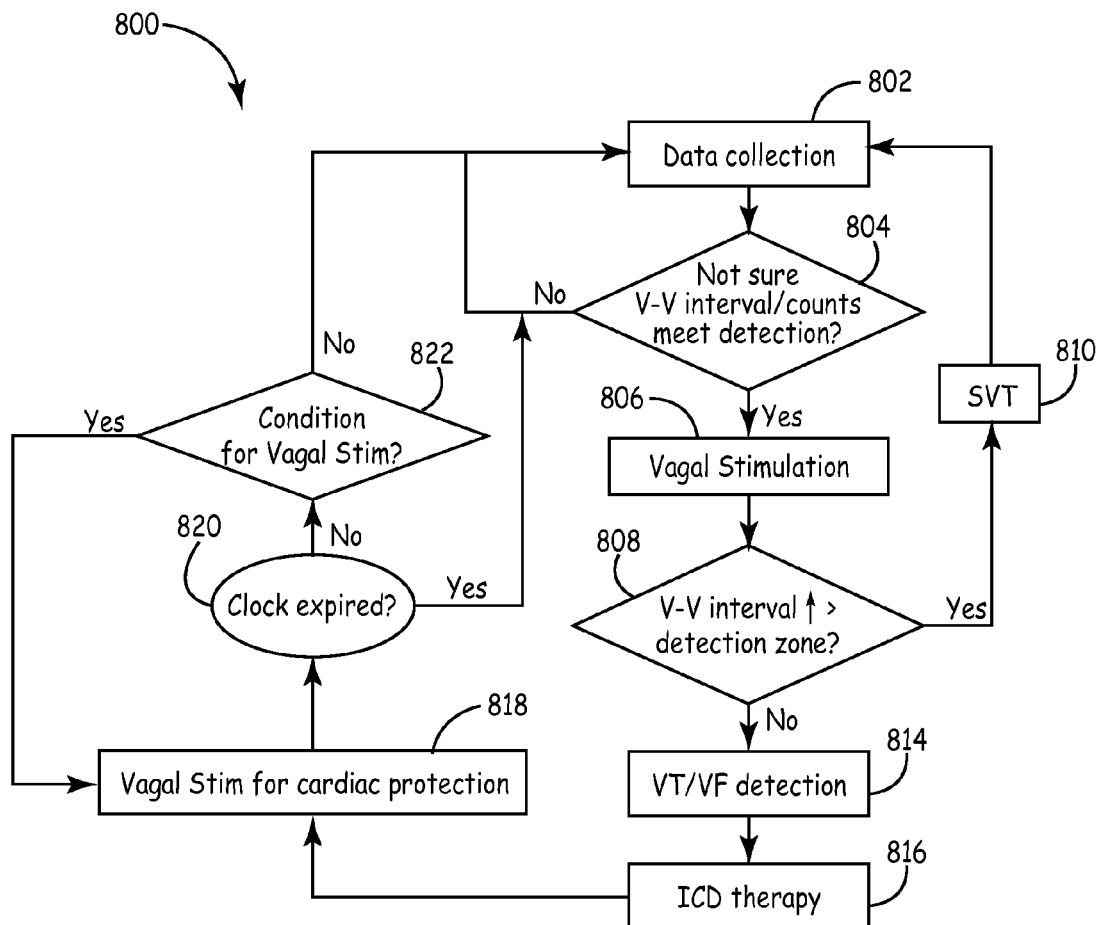 800
802
Data collection
804
Not sure
V-V interval/counts
meet detection?
No
Yes
806
Vagal Stimulation
808
V-V interval ↑ >
detection zone?
Yes
810
SVT
No
814
VT/VF detection
816
ICD therapy
818
Vagal Stim for cardiac protection
820
Clock expired?
Yes
No
822
Condition
for Vagal Stim?
Yes
No